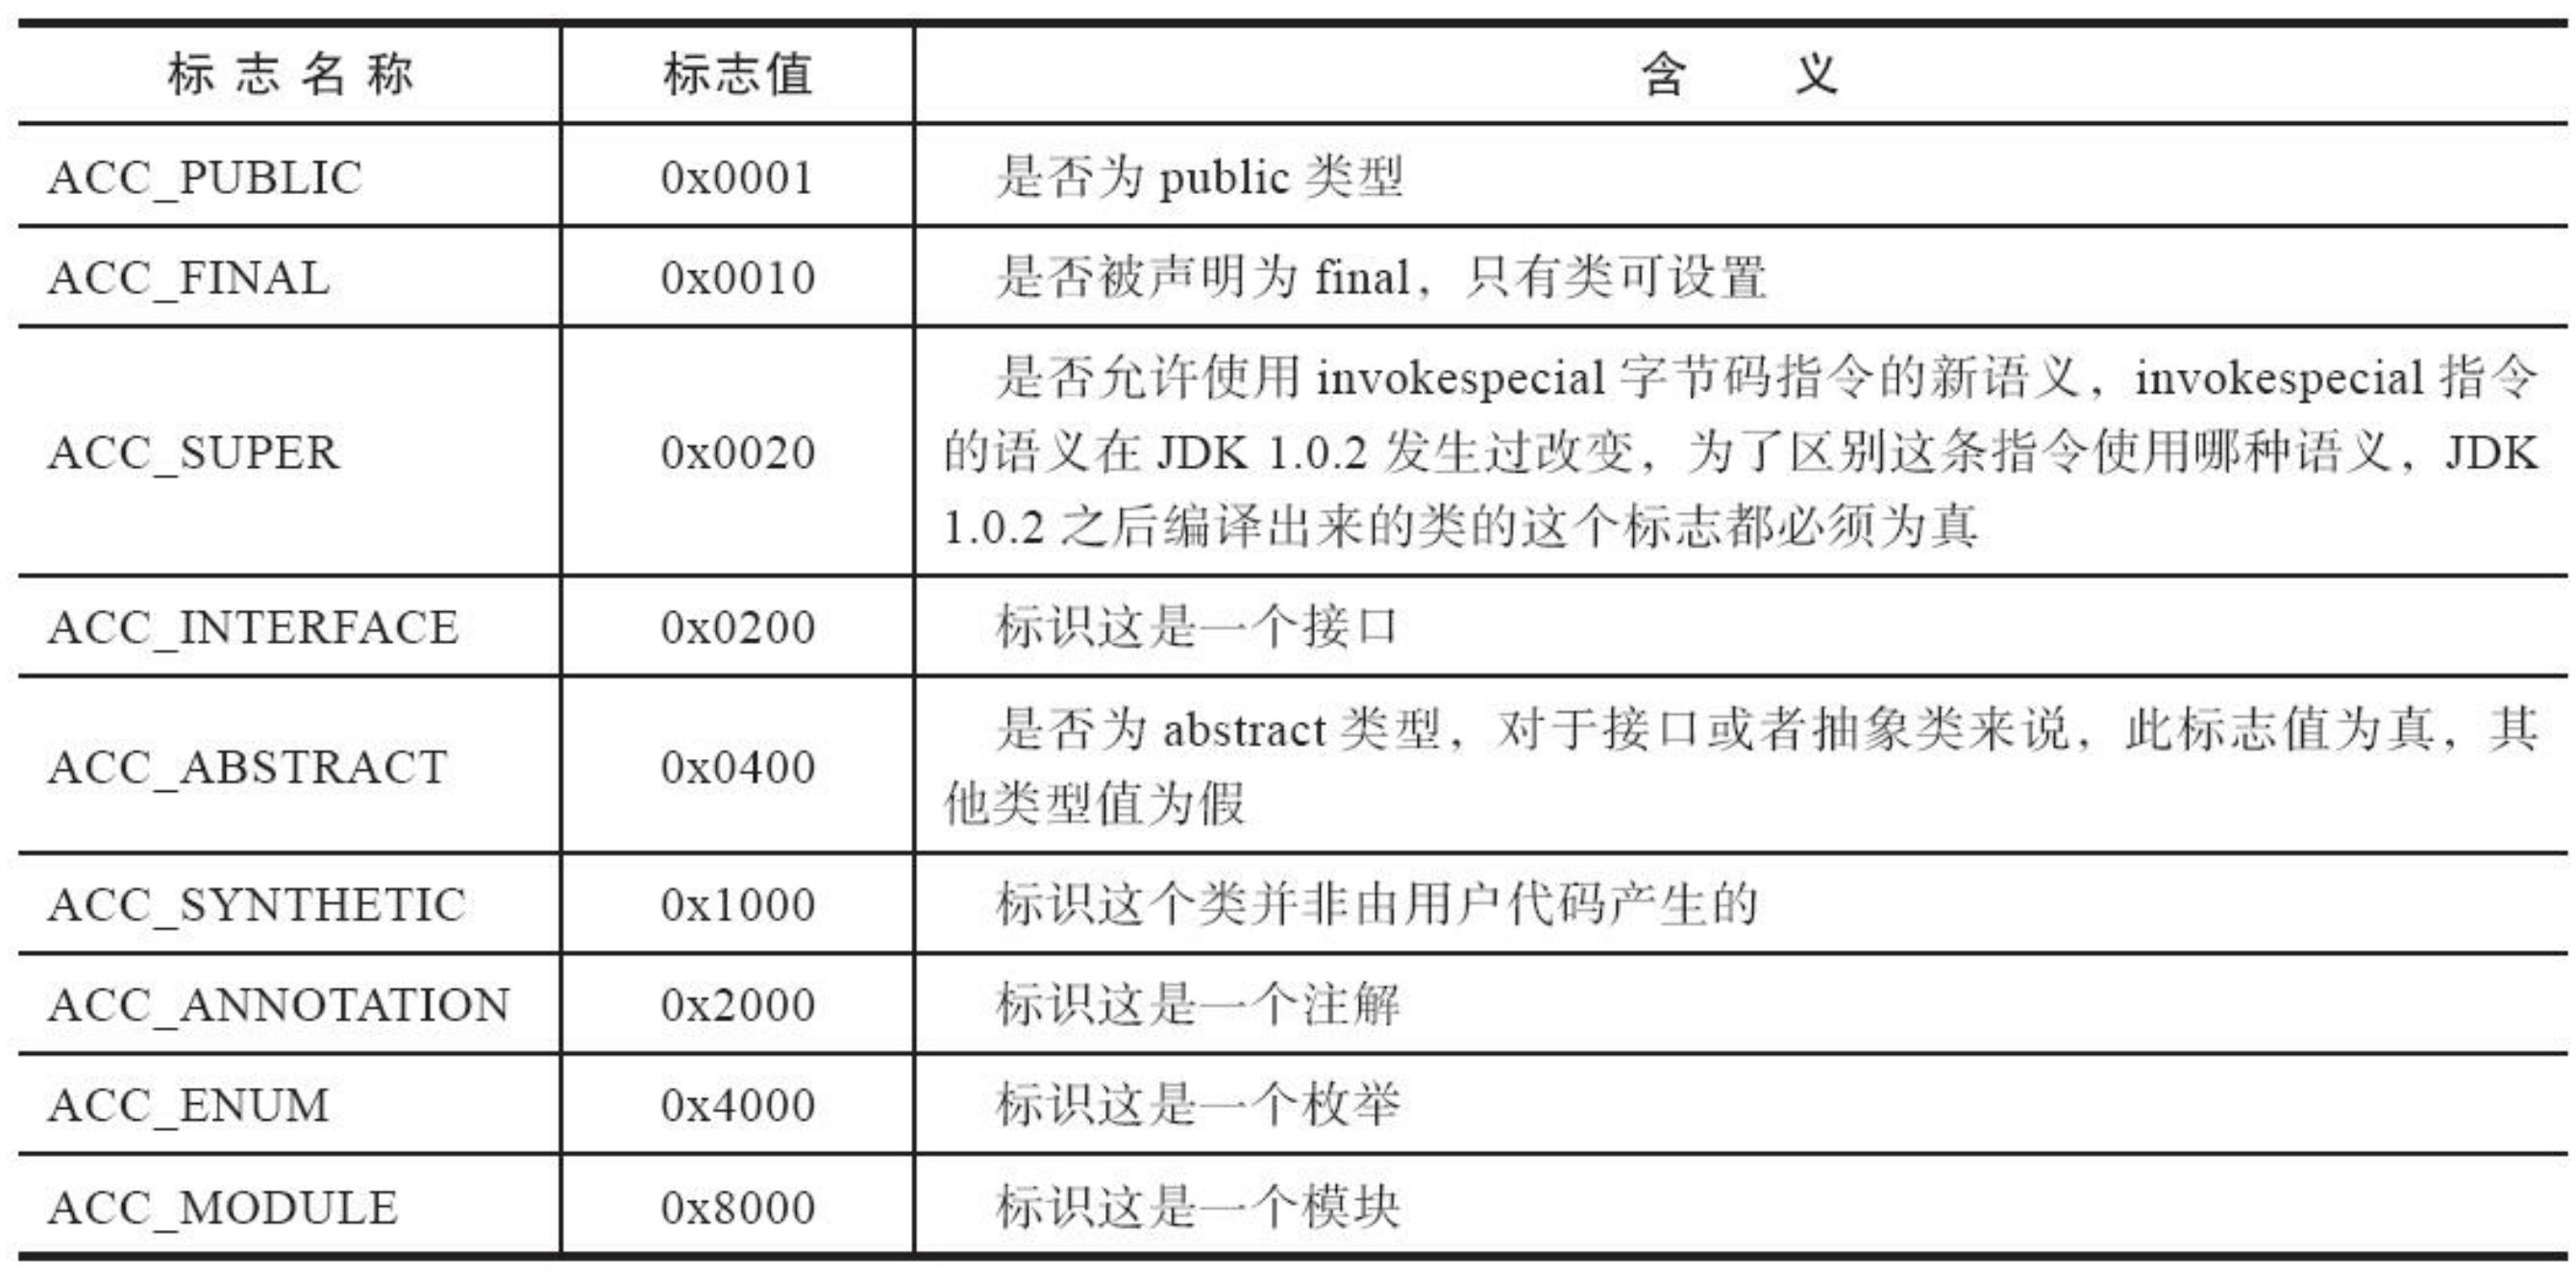 标志名称 标志值 含义
ACC_PUBLIC 0x0001 是否为 public 类型
ACC_FINAL 0x0010 是否被声明为 final，只有类可设置
是否允许使用 invokespecial 字节码指令的新语义，invokespecial 指令
ACC_SUPER 0x0020 的语义在 JDK 1.0.2 发生过改变，为了区别这条指令使用哪种语义，JDK
1.0.2 之后编译出来的类的这个标志都必须为真
ACC_INTERFACE 0x0200 标识这是一个接口
ACC_ABSTRACT 0x0400 是否为 abstract 类型，对于接口或者抽象类来说，此标志值为真，其
他类型值为假
ACC_SYNTHETIC 0x1000 标识这个类并非由用户代码产生的
ACC_ANNOTATION 0x2000 标识这是一个注解
ACC_ENUM 0x4000 标识这是一个枚举
ACC_MODULE 0x8000 标识这是一个模块